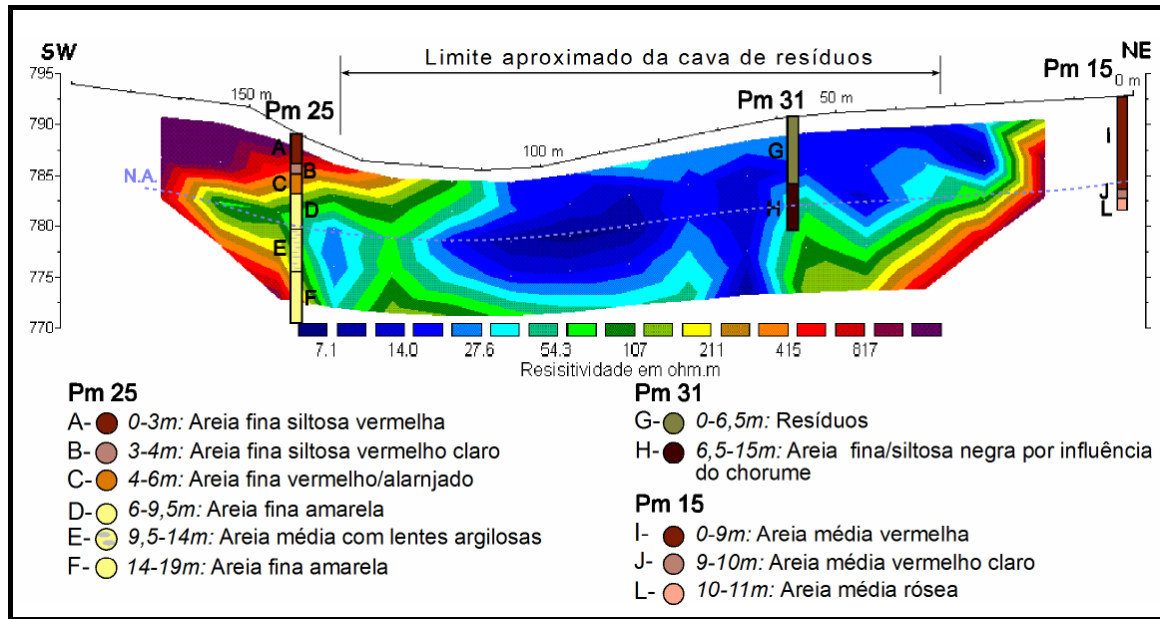 SW
NE
Limite aproximado da cava de resíduos
Pm 15
0 m
795
150 m
Pm 25
Pm 31
50 m
790
A
G
I
100 m
B
785
N.A.
C
J
D
H
L
780
E
775
F
770
7.1 14.0 27.6 54.3 107 211 415 817
Resisitividade em ohm.m
Pm 25
A- 0-3m: Areia fina siltosa vermelha
B- 3-4m: Areia fina siltosa vermelho claro
C- 4-6m: Areia fina vermelho/alarnjado
D- 6-9,5m: Areia fina amarela
E- 9,5-14m: Areia média com lentes argilosas
F- 14-19m: Areia fina amarela
Pm 31
G- 0-6,5m: Resíduos
H- 6,5-15m: Areia fina/siltosa negra por influência
do chorume
Pm 15
I- 0-9m: Areia média vermelha
J- 9-10m: Areia média vermelho claro
L- 10-11m: Areia média rósea